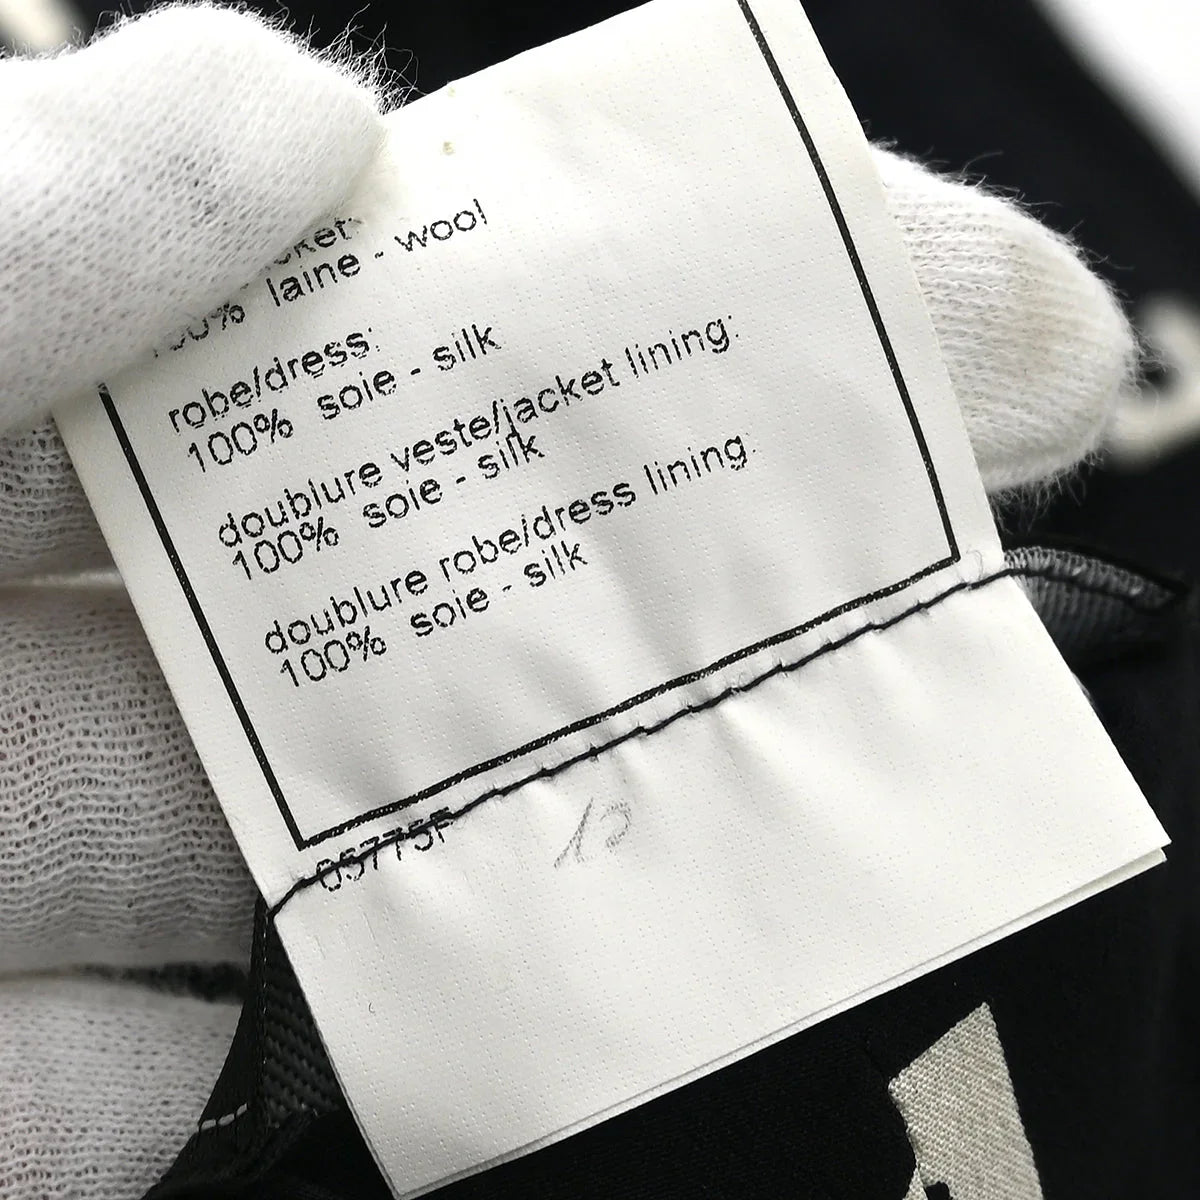 100% laine - wool
robe/dress:
100% soie - silk
doublure veste/jacket lining:
100% soie - silk
doublure robe/dress lining:
100% soie - silk